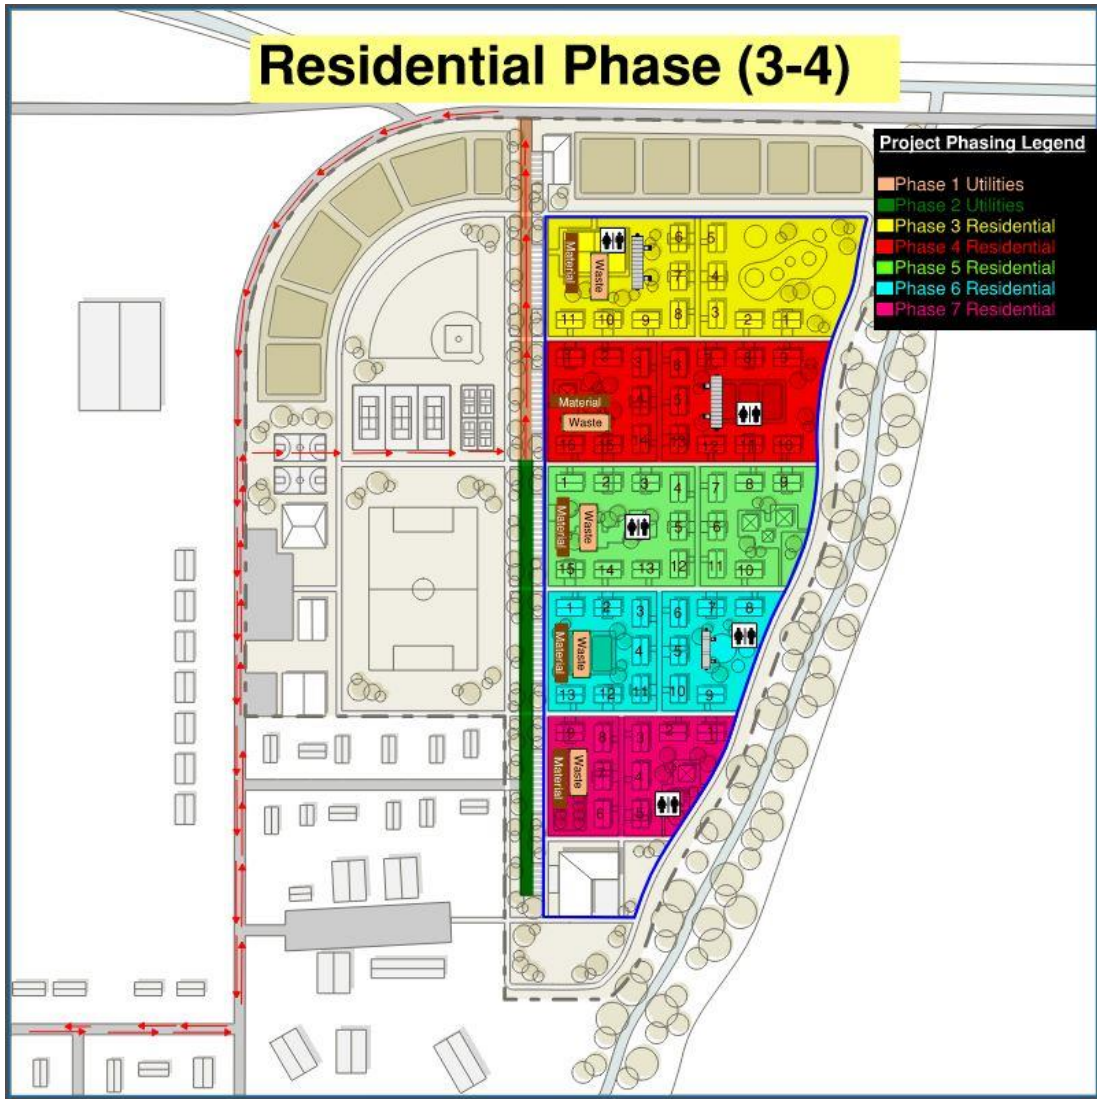 Residential Phase (3-4)
Project Phasing Legend
Phase 1 Utilities
Phase 2 Utilities
Phase 3 Residential
Phase 4 Residential
Phase 5 Residential
Phase 6 Residential
Phase 7 Residential
6 5
Material
Waste
7 4
11 10 9 8 3 2 1
5
Material
Waste
1 2 3 4 7 8 9
Material
Waste
5 6
15 14 13 12 11 10
1 2 3 6 7 8
Material
Waste
4 5
13 12 11 10 9
8 3 2
Material
Waste
4
6